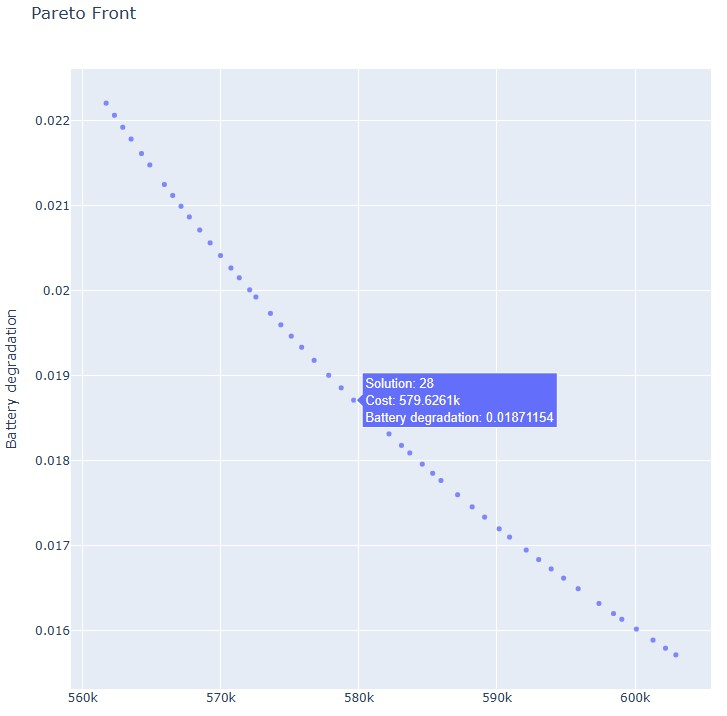 Pareto Front
Battery degradation
0.022
0.021
0.02
0.019
0.018
0.017
0.016
Solution: 28
Cost: 579.6261k
Battery degradation: 0.01871154
560k
570k
580k
590k
600k